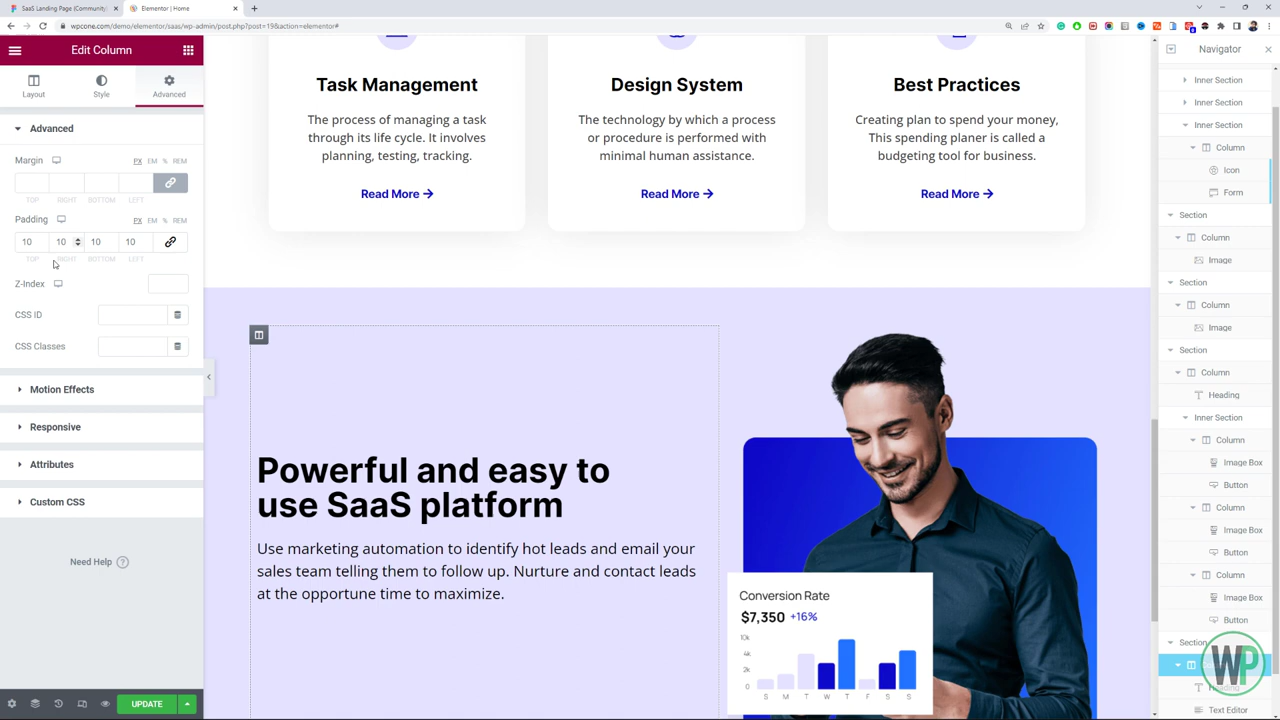 SaaS Landing Page (Community)
Elementor | Home
wpcone.com/demo/elementor/saas/wp-admin/post.php?post=19&action=elementor#
Edit Column
Layout
Style
Advanced
Advanced
Margin
PX EM % REM
TOP RIGHT BOTTOM LEFT
Padding
PX EM % REM
10 10 10 10
TOP RIGHT BOTTOM LEFT
Z-Index
CSS ID
CSS Classes
Motion Effects
Responsive
Attributes
Custom CSS
Need Help ?
UPDATE
Task Management
The process of managing a task
through its life cycle. It involves
planning, testing, tracking.
Read More →
Design System
The technology by which a process
or procedure is performed with
minimal human assistance.
Read More →
Best Practices
Creating plan to spend your money,
This spending planer is called a
budgeting tool for business.
Read More →
Powerful and easy to
use SaaS platform
Use marketing automation to identify hot leads and email your
sales team telling them to follow up. Nurture and contact leads
at the opportune time to maximize.
Conversion Rate
$7,350 +16%
10k
4k
2k
0
S M T W T F S S
Navigator
Inner Section
Inner Section
Inner Section
Column
Icon
Form
Section
Column
Image
Section
Column
Image
Section
Column
Heading
Inner Section
Column
Image Box
Button
Column
Image Box
Button
Column
Image Box
Button
Section
WP
Text Editor